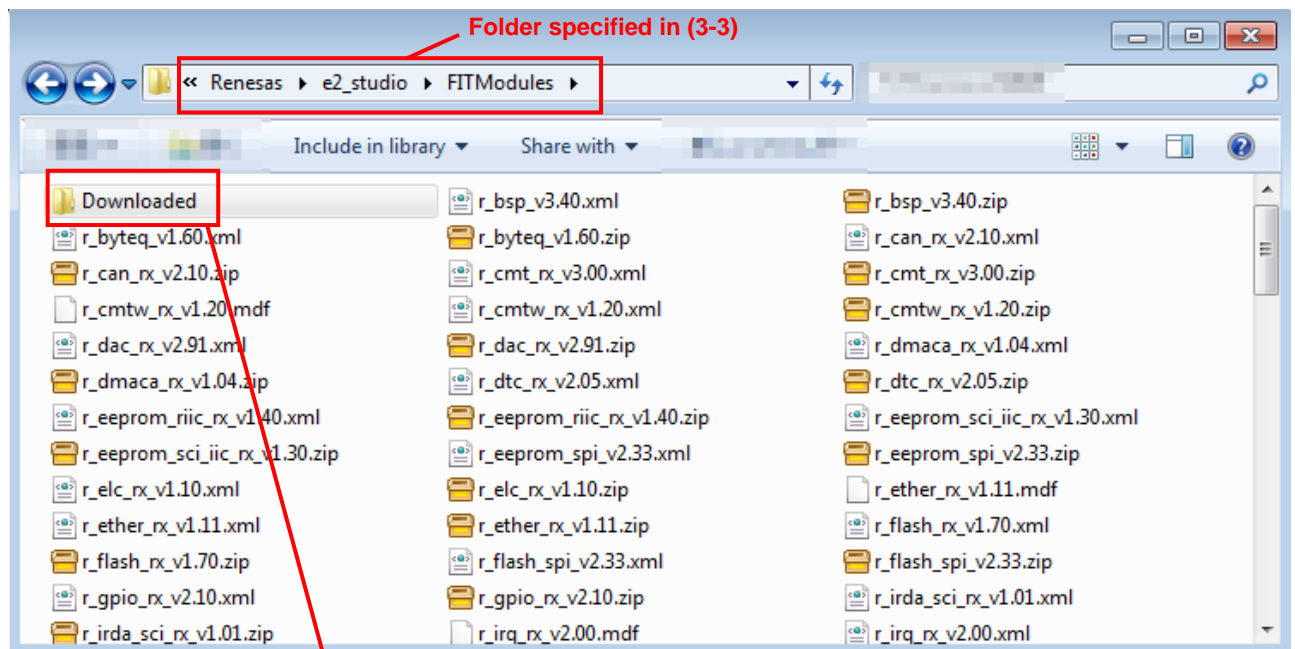 Folder specified in (3-3)
« Renesas ▸ e2_studio ▸ FITModules ▸
Include in library ▾ Share with ▾
Downloaded r_bsp_v3.40.xml r_bsp_v3.40.zip
r_byteq_v1.60.xml r_byteq_v1.60.zip r_can_rx_v2.10.xml
r_can_rx_v2.10.zip r_cmt_rx_v3.00.xml r_cmt_rx_v3.00.zip
r_cmtw_rx_v1.20.mdf r_cmtw_rx_v1.20.xml r_cmtw_rx_v1.20.zip
r_dac_rx_v2.91.xml r_dac_rx_v2.91.zip r_dmaca_rx_v1.04.xml
r_dmaca_rx_v1.04.zip r_dtc_rx_v2.05.xml r_dtc_rx_v2.05.zip
r_eeprom_riic_rx_v1.40.xml r_eeprom_riic_rx_v1.40.zip r_eeprom_sci_iic_rx_v1.30.xml
r_eeprom_sci_iic_rx_v1.30.zip r_eeprom_spi_v2.33.xml r_eeprom_spi_v2.33.zip
r_elc_rx_v1.10.xml r_elc_rx_v1.10.zip r_ether_rx_v1.11.mdf
r_ether_rx_v1.11.xml r_ether_rx_v1.11.zip r_flash_rx_v1.70.xml
r_flash_rx_v1.70.zip r_flash_spi_v2.33.xml r_flash_spi_v2.33.zip
r_gpio_rx_v2.10.xml r_gpio_rx_v2.10.zip r_irda_sci_rx_v1.01.xml
r_irda_sci_rx_v1.01.zip r_irq_rx_v2.00.mdf r_irq_rx_v2.00.xml